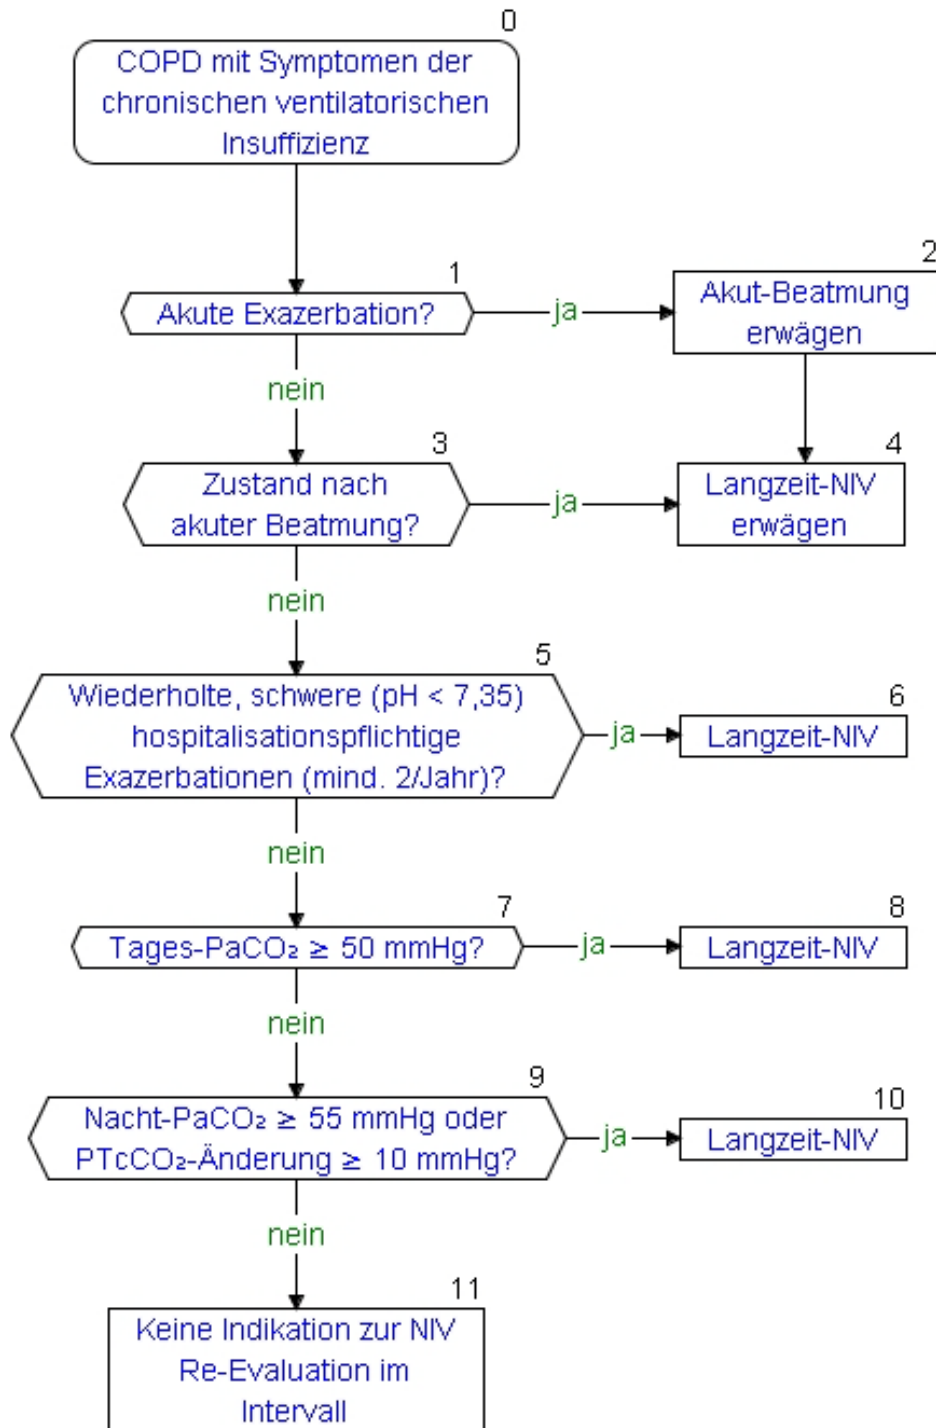 0
COPD mit Symptomen der
chronischen ventilatorischen
Insuffizienz
1
Akute Exazerbation?
ja
2
Akut-Beatmung
erwägen
nein
3
Zustand nach
akuter Beatmung?
ja
4
Langzeit-NIV
erwägen
nein
5
Wiederholte, schwere (pH < 7,35)
hospitalisationspflichtige
Exazerbationen (mind. 2/Jahr)?
ja
6
Langzeit-NIV
nein
7
Tages-PaCO₂ ≥ 50 mmHg?
ja
8
Langzeit-NIV
nein
9
Nacht-PaCO₂ ≥ 55 mmHg oder
PTcCO₂-Änderung ≥ 10 mmHg?
ja
10
Langzeit-NIV
nein
11
Keine Indikation zur NIV
Re-Evaluation im
Intervall